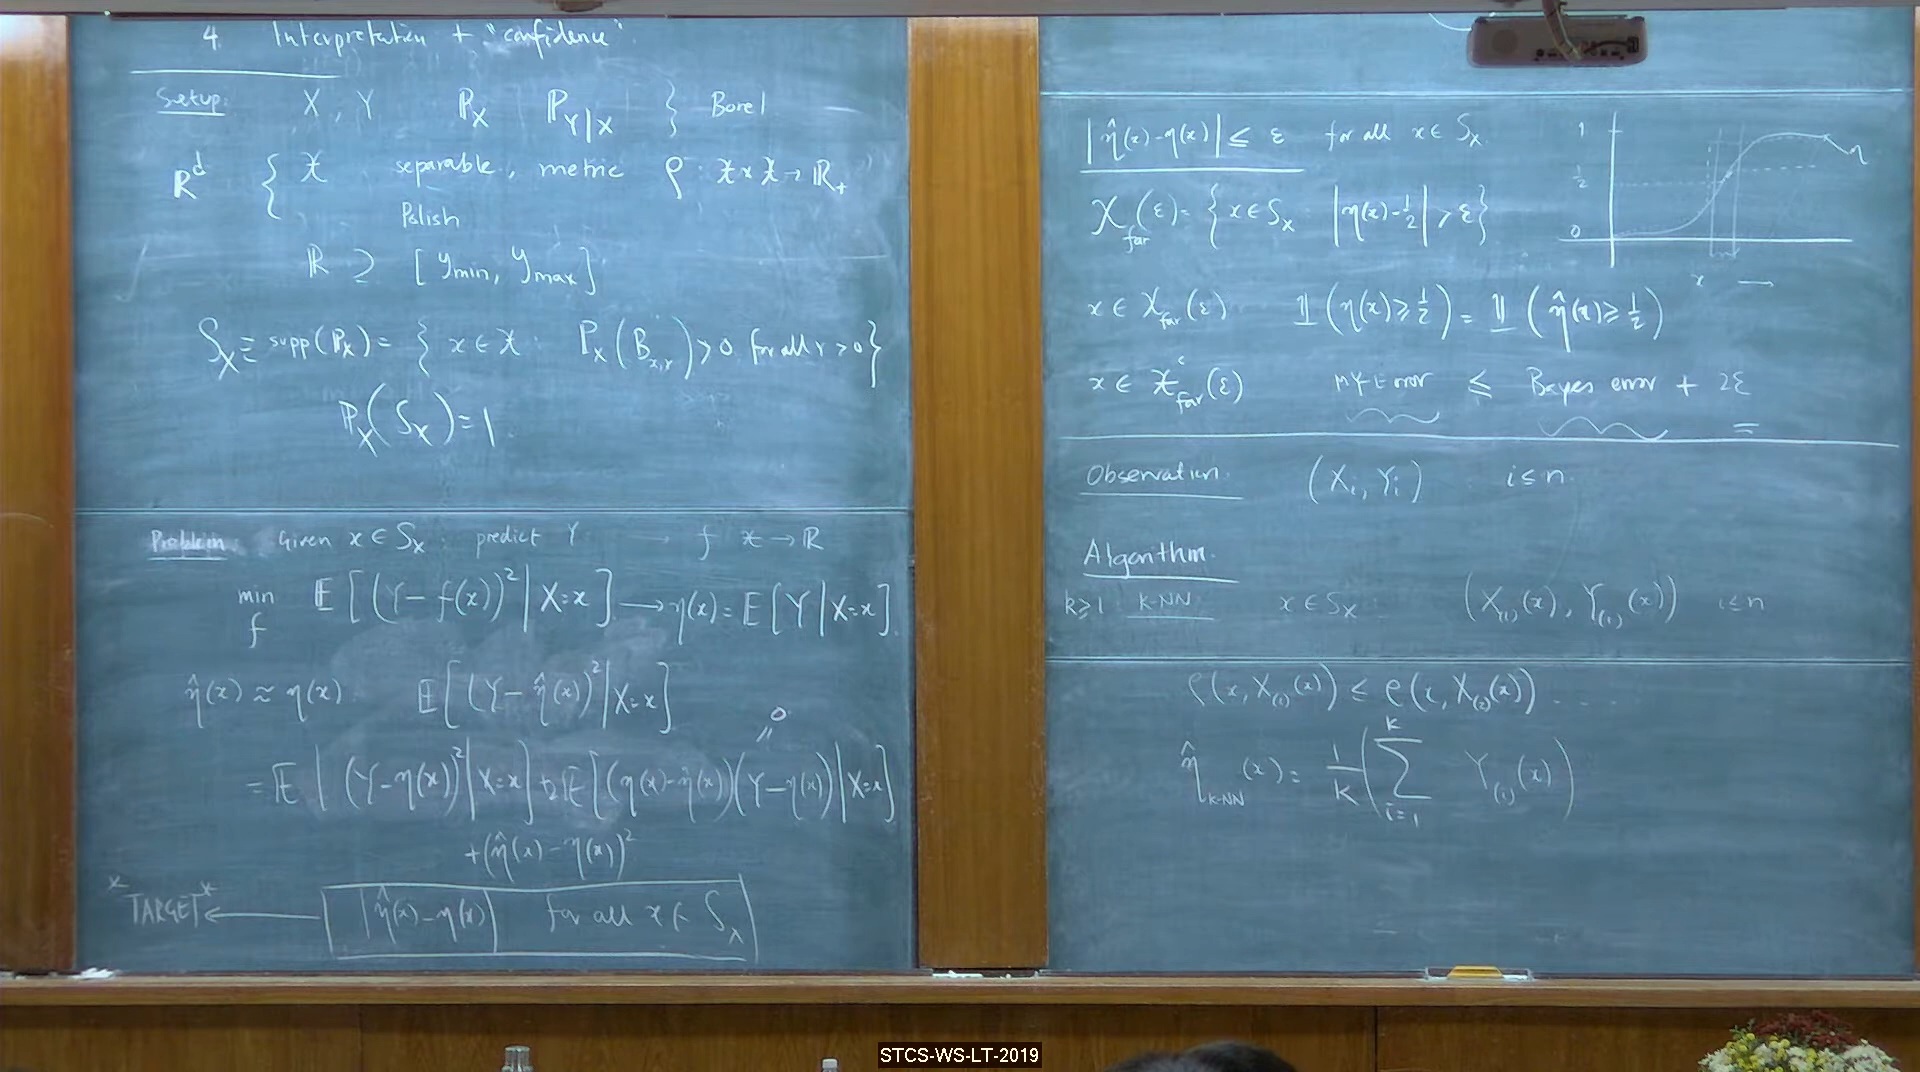 4. Interpretation + "confidence"
Setup: X, Y ℙ_X ℙ_{Y|X} } Borel
ℝ^d { 𝒳 separable, metric ρ: 𝒳 × 𝒳 → ℝ_+
Polish
ℝ ⊇ [y_min, y_max]
S_X ≡ supp(ℙ_X) = { x ∈ 𝒳 : ℙ_X(B_{x,r}) > 0 for all r > 0 }
ℙ_X(S_X) = 1.
Problem: Given x ∈ S_X : predict Y → f 𝒳 → ℝ
min_f 𝔼[(Y - f(x))² | X=x] → η(x) = 𝔼[Y | X=x].
η̂(x) ≈ η(x) 𝔼[(Y - η̂(x))² | X=x]
= 𝔼[(Y - η(x))² | X=x] + 2𝔼[(η(x) - η̂(x))(Y - η(x)) | X=x]
0
=
+ (η̂(x) - η(x))²
*TARGET* ← |η̂(x) - η(x)| for all x ∈ S_X
|η̂(x) - η(x)| ≤ ε for all x ∈ S_X.
𝒳_far(ε) = { x ∈ S_X : |η(x) - 1/2| > ε }
x ∈ 𝒳_far(ε) 𝟙(η(x) ≥ 1/2) = 𝟙(η̂(x) ≥ 1/2)
x ∈ 𝒳^c_far(ε) my Error ≤ Bayes error + 2ε
1
1/2
0
η
x →
Observation. (X_i, Y_i) i ≤ n.
Algorithm.
k ≥ 1 k-NN x ∈ S_X (X_(i)(x), Y_(i)(x)) i ≤ n
ρ(x, X_(1)(x)) ≤ ρ(x, X_(2)(x)) ....
η̂_{k-NN}(x) = 1/k (∑_{i=1}^{k} Y_(i)(x))
STCS-WS-LT-2019